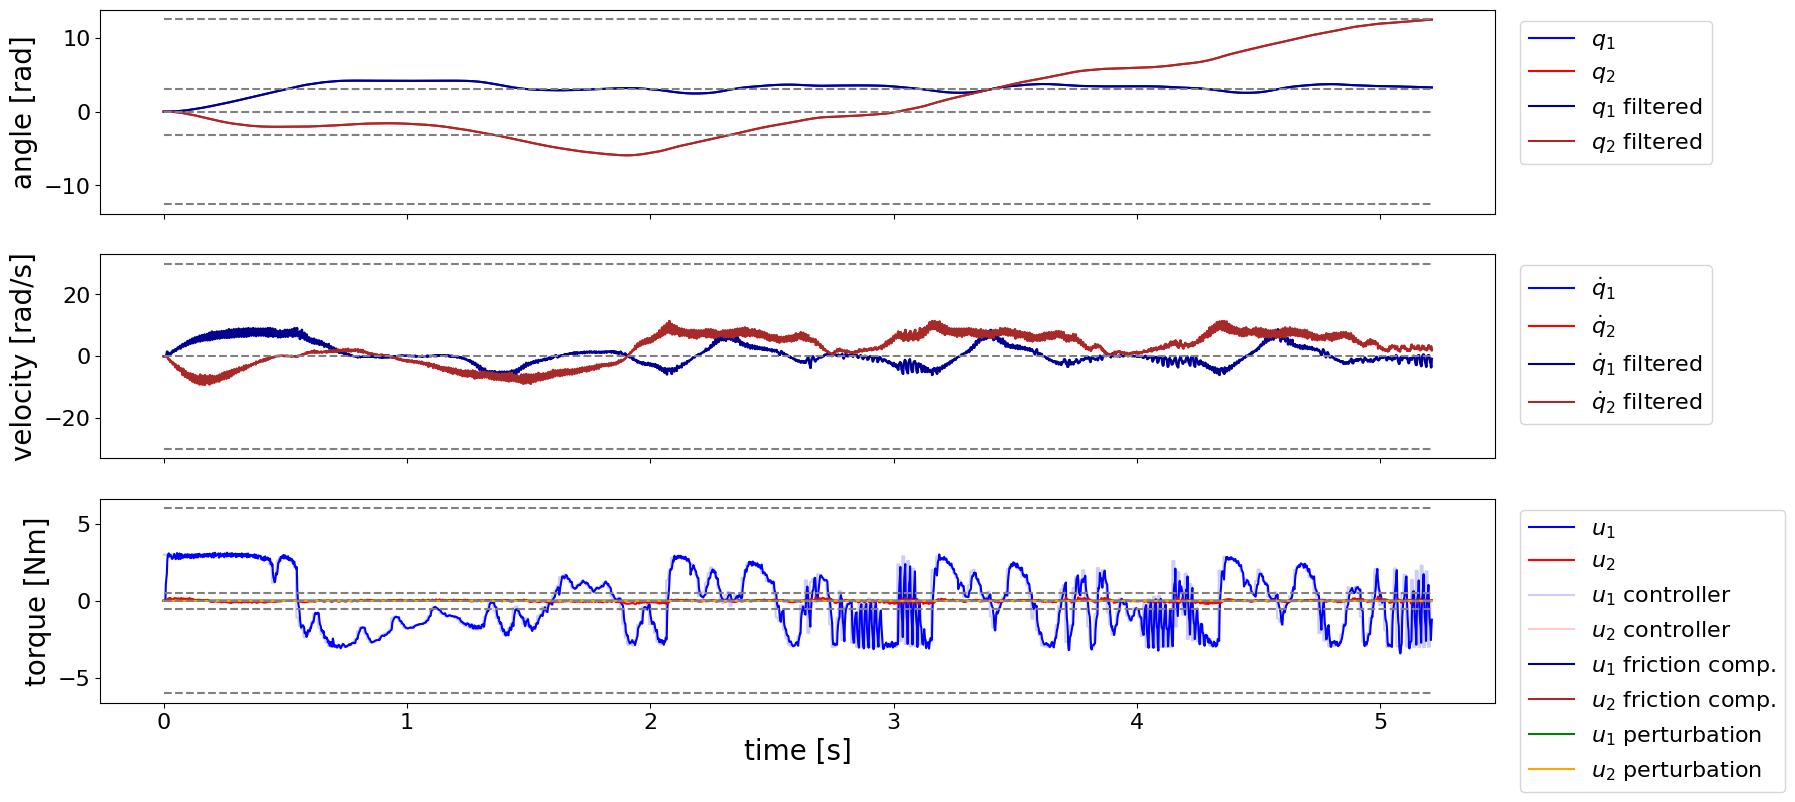 angle [rad]
10
0
−10
q₁
q₂
q₁ filtered
q₂ filtered
velocity [rad/s]
20
0
−20
q̇₁
q̇₂
q̇₁ filtered
q̇₂ filtered
torque [Nm]
5
0
−5
0 1 2 3 4 5
time [s]
u₁
u₂
u₁ controller
u₂ controller
u₁ friction comp.
u₂ friction comp.
u₁ perturbation
u₂ perturbation